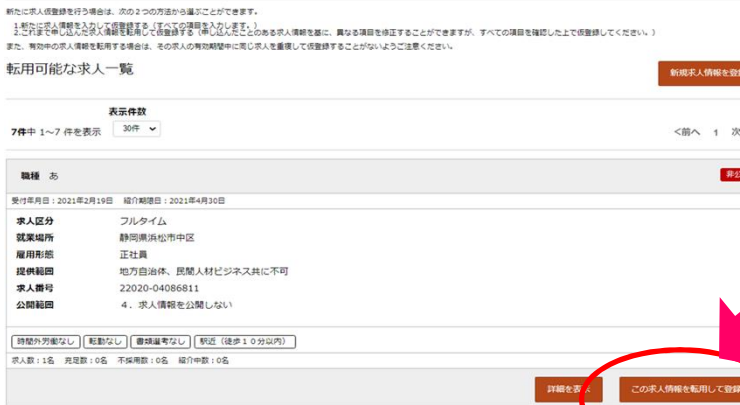 新たに求人仮登録を行う場合は、次の２つの方法から選ぶことができます。
1.新たに求人情報を入力して仮登録する（すべての項目を入力します。）
2.これまで申し込んだ求人情報を転用して仮登録する（申し込んだことのある求人情報を基に、異なる項目を修正することができますが、すべての項目を確認した上で仮登録してください。）
また、有効中の求人情報を転用する場合は、その求人の有効期間中に同じ求人を重複して仮登録することがないようご注意ください。
転用可能な求人一覧
新規求人情報を登録
表示件数
7件中 1～7 件を表示 30件
<前へ 1 次
職種 あ
非公
受付年月日：2021年2月19日 紹介期限日：2021年4月30日
求人区分 フルタイム
就業場所 静岡県浜松市中区
雇用形態 正社員
提供範囲 地方自治体、民間人材ビジネス共に不可
求人番号 22020-04086811
公開範囲 ４．求人情報を公開しない
時間外労働なし 転勤なし 書類選考なし 駅近（徒歩１０分以内）
求人数：1名 充足数：0名 不採用数：0名 紹介中数：0名
詳細を表示 この求人情報を転用して登録